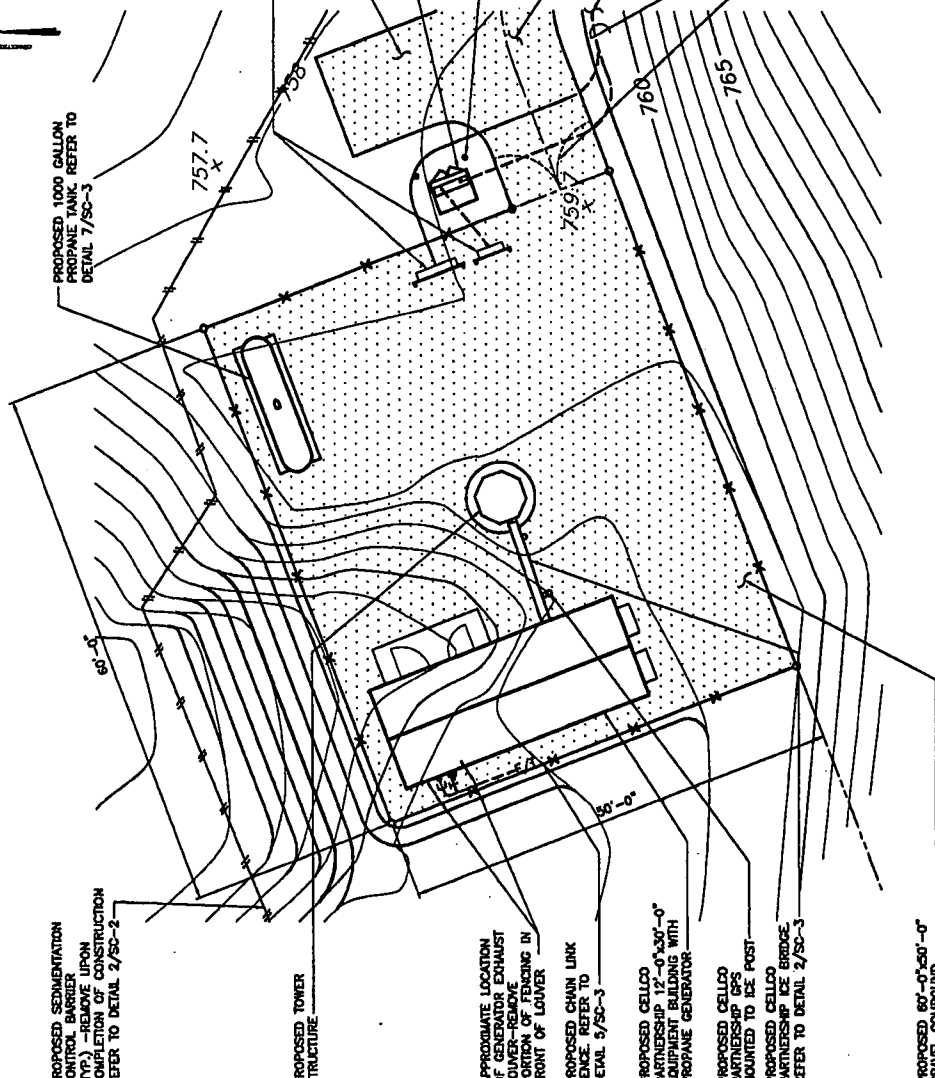 PROPOSED 1000 GALLON
PROPANE TANK. REFER TO
DETAIL 7/SC-3
757.7
x
758
760
765
759.7
x
60'-0"
50'-0"
ROPOSED SEDIMENTATION
ONTROL BARRIER
YP.) -REMOVE UPON
OMPLETION OF CONSTRUCTION
EFER TO DETAIL 2/SC-2
ROPOSED TOWER
TRUCTURE
PPROXIMATE LOCATION
F GENERATOR EXHAUST
OUVER-REMOVE
ORTION OF FENCING IN
RONT OF LOUVER
ROPOSED CHAIN LINK
ENCE. REFER TO
ETAIL 5/SC-3
ROPOSED CELLCO
ARTNERSHIP 12'-0"x30'-0"
QUIPMENT BUILDING WITH
ROPANE GENERATOR
ROPOSED CELLCO
ARTNERSHIP GPS
OUNTED TO ICE POST
ROPOSED CELLCO
ARTNERSHIP ICE BRIDGE.
EFER TO DETAIL 2/SC-3
ROPOSED 60'-0"x50'-0"